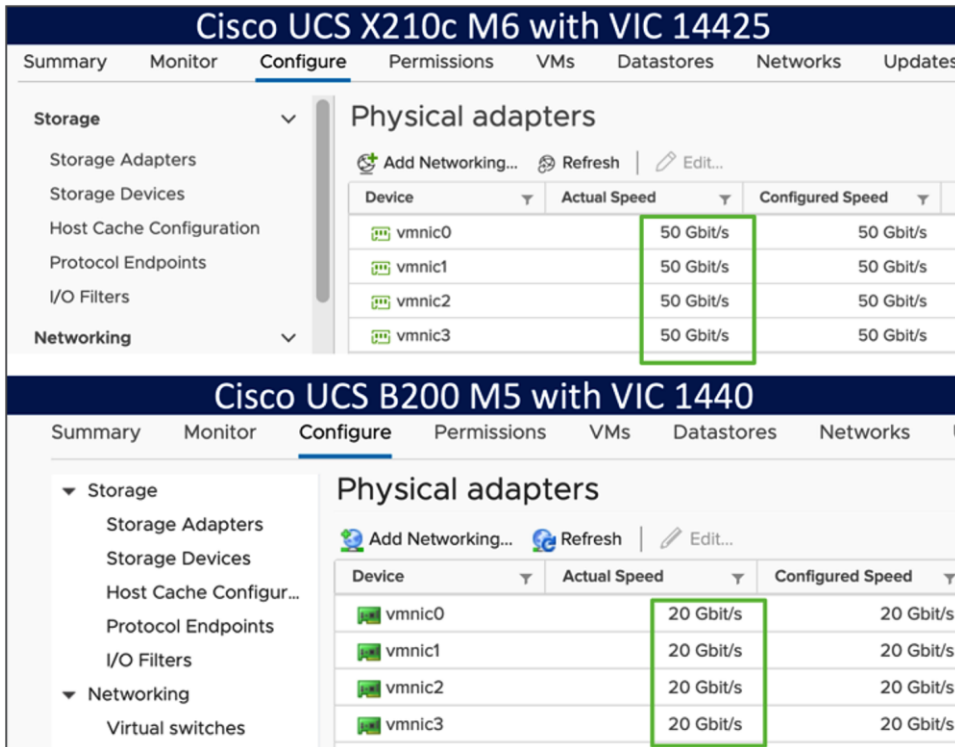 Cisco UCS X210c M6 with VIC 14425
Summary Monitor Configure Permissions VMs Datastores Networks Updates
Storage
Storage Adapters
Storage Devices
Host Cache Configuration
Protocol Endpoints
I/O Filters
Networking
Physical adapters
Add Networking... Refresh Edit...
Device Actual Speed Configured Speed
vmnic0 50 Gbit/s 50 Gbit/s
vmnic1 50 Gbit/s 50 Gbit/s
vmnic2 50 Gbit/s 50 Gbit/s
vmnic3 50 Gbit/s 50 Gbit/s
Cisco UCS B200 M5 with VIC 1440
Summary Monitor Configure Permissions VMs Datastores Networks
Storage
Storage Adapters
Storage Devices
Host Cache Configur...
Protocol Endpoints
I/O Filters
Networking
Virtual switches
Physical adapters
Add Networking... Refresh Edit...
Device Actual Speed Configured Speed
vmnic0 20 Gbit/s 20 Gbit/s
vmnic1 20 Gbit/s 20 Gbit/s
vmnic2 20 Gbit/s 20 Gbit/s
vmnic3 20 Gbit/s 20 Gbit/s